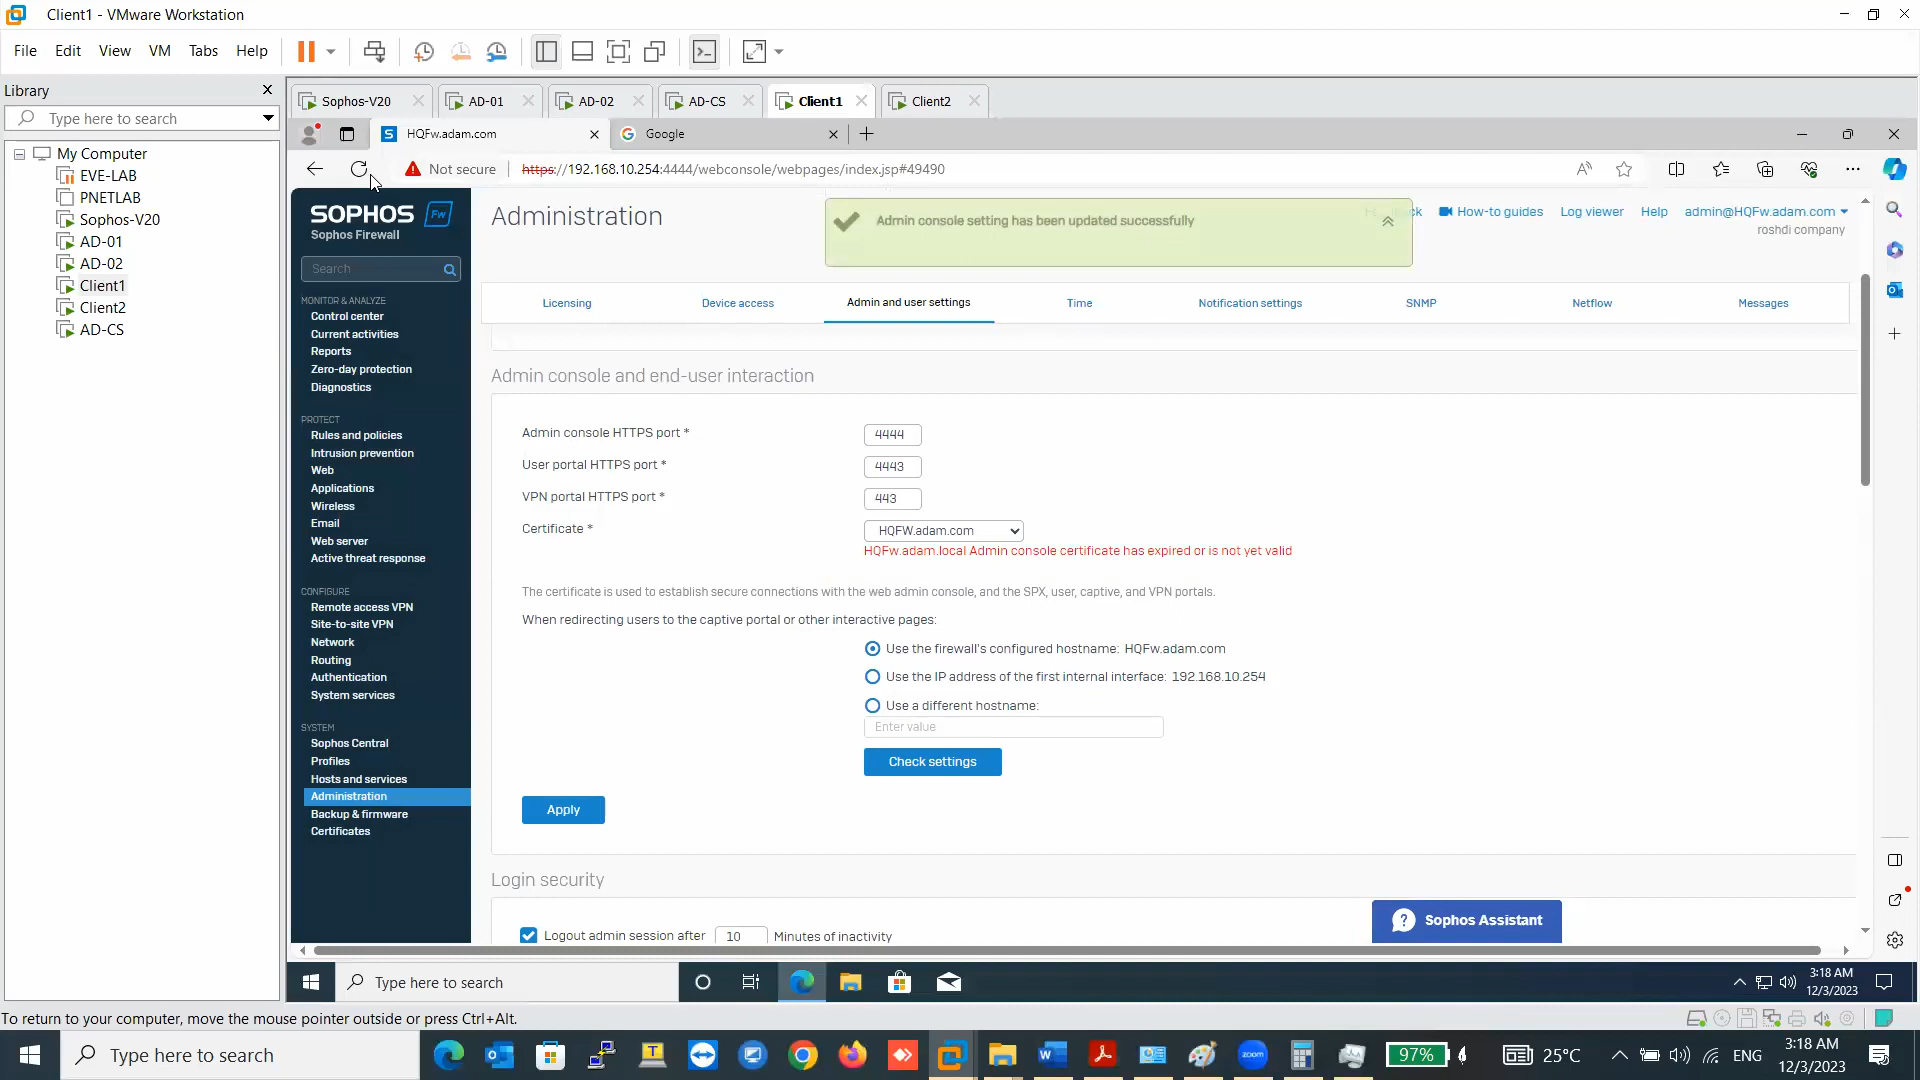 Client1 - VMware Workstation
File Edit View VM Tabs Help
Library
Type here to search
My Computer
EVE-LAB
PNETLAB
Sophos-V20
AD-01
AD-02
Client1
Client2
AD-CS
Sophos-V20
AD-01
AD-02
AD-CS
Client1
Client2
HQFw.adam.com
Google
Not secure
https://192.168.10.254:4444/webconsole/webpages/index.jsp#49490
SOPHOS Fw
Sophos Firewall
Search
MONITOR & ANALYZE
Control center
Current activities
Reports
Zero-day protection
Diagnostics
PROTECT
Rules and policies
Intrusion prevention
Web
Applications
Wireless
Email
Web server
Active threat response
CONFIGURE
Remote access VPN
Site-to-site VPN
Network
Routing
Authentication
System services
SYSTEM
Sophos Central
Profiles
Hosts and services
Administration
Backup & firmware
Certificates
Administration
Admin console setting has been updated successfully
How-to guides
Log viewer
Help
admin@HQFw.adam.com
roshdi company
Licensing
Device access
Admin and user settings
Time
Notification settings
SNMP
Netflow
Messages
Admin console and end-user interaction
Admin console HTTPS port * 4444
User portal HTTPS port * 4443
VPN portal HTTPS port * 443
Certificate * HQFW.adam.com
HQFw.adam.local Admin console certificate has expired or is not yet valid
The certificate is used to establish secure connections with the web admin console, and the SPX, user, captive, and VPN portals.
When redirecting users to the captive portal or other interactive pages:
Use the firewall's configured hostname: HQFw.adam.com
Use the IP address of the first internal interface: 192.168.10.254
Use a different hostname:
Enter value
Check settings
Apply
Login security
Logout admin session after 10 Minutes of inactivity
Sophos Assistant
Type here to search
3:18 AM
12/3/2023
To return to your computer, move the mouse pointer outside or press Ctrl+Alt.
Type here to search
zoom
97%
25°C
ENG
3:18 AM
12/3/2023